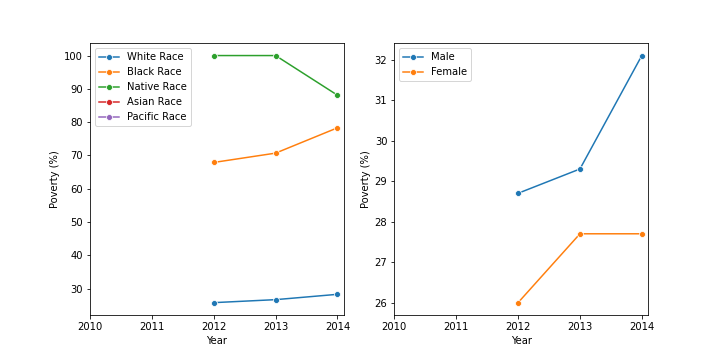 White Race
Black Race
Native Race
Asian Race
Pacific Race
100
90
80
70
60
50
40
30
Poverty (%)
2010 2011 2012 2013 2014
Year
Male
Female
32
31
30
29
28
27
26
Poverty (%)
2010 2011 2012 2013 2014
Year